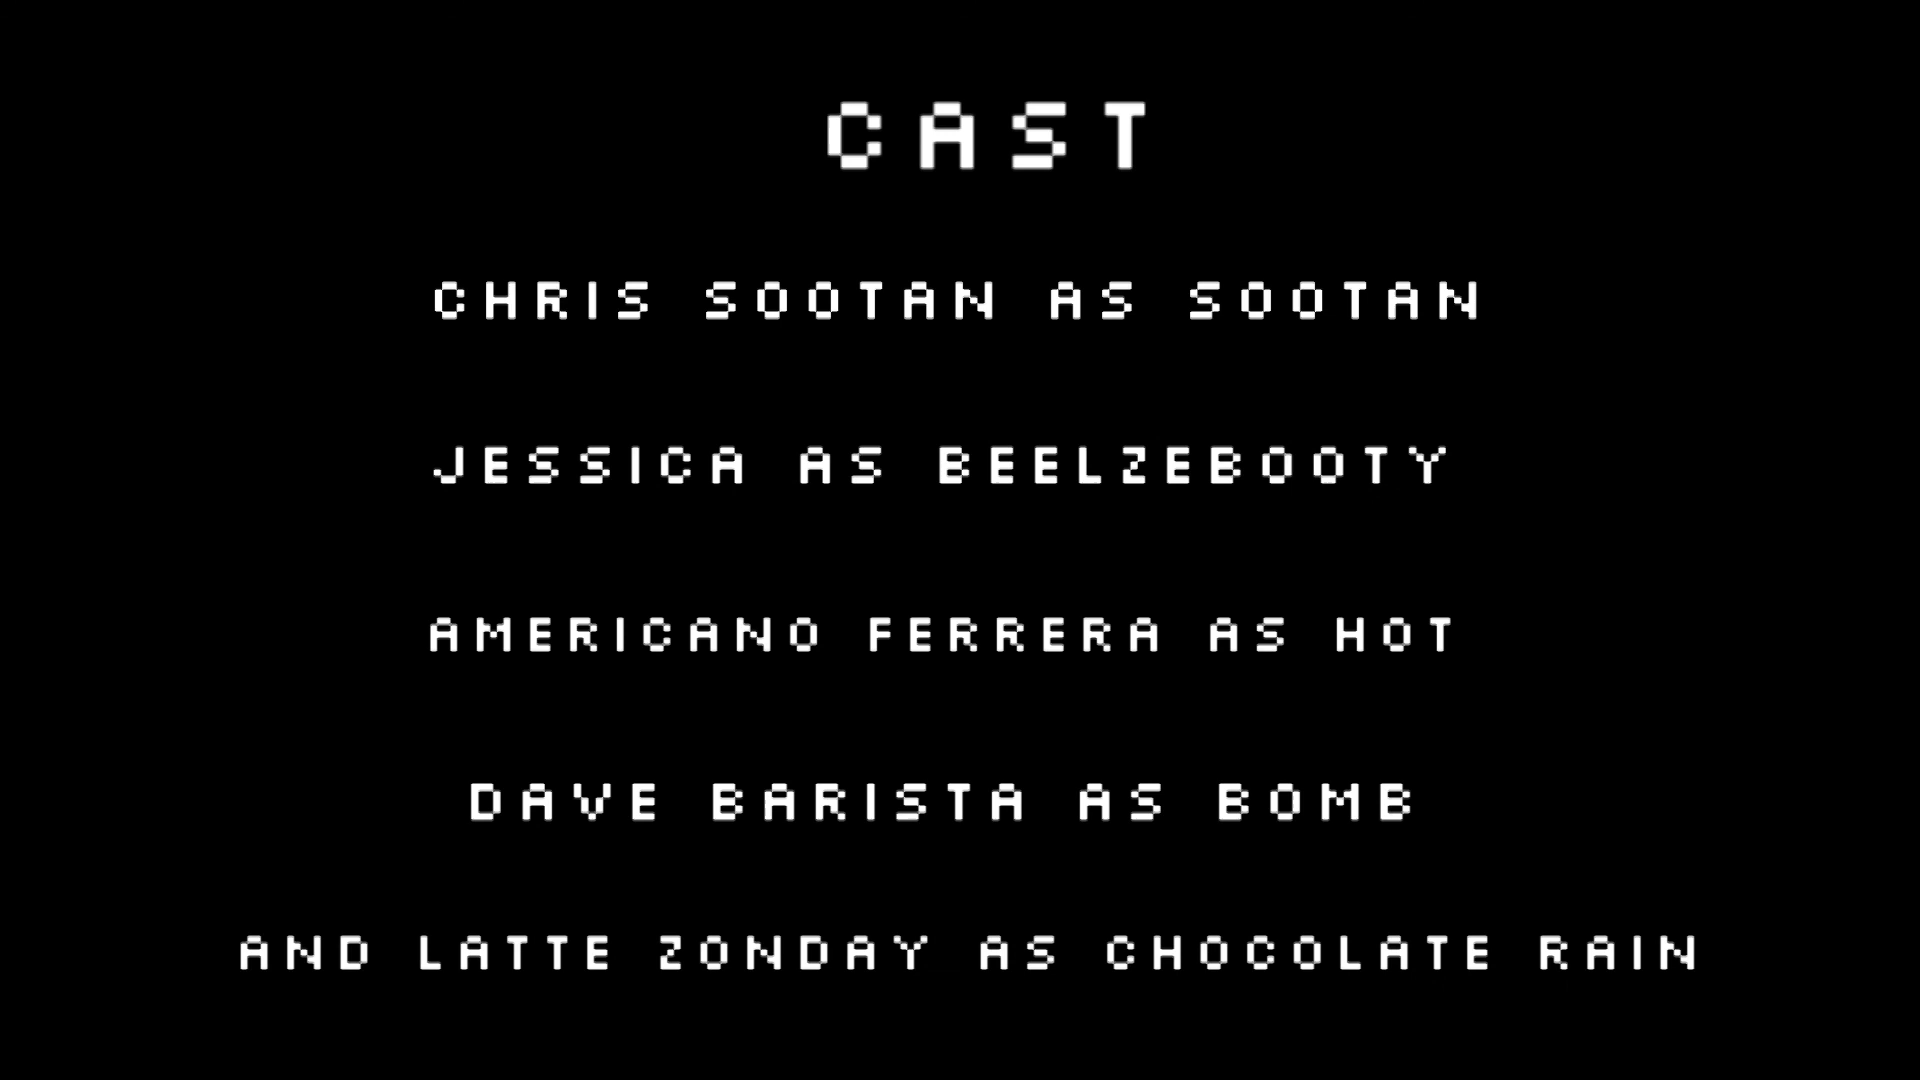 CAST
CHRIS SOOTAN AS SOOTAN
JESSICA AS BEELZEBOOTY
AMERICANO FERRERA AS HOT
DAVE BARISTA AS BOMB
AND LATTE ZONDAY AS CHOCOLATE RAIN